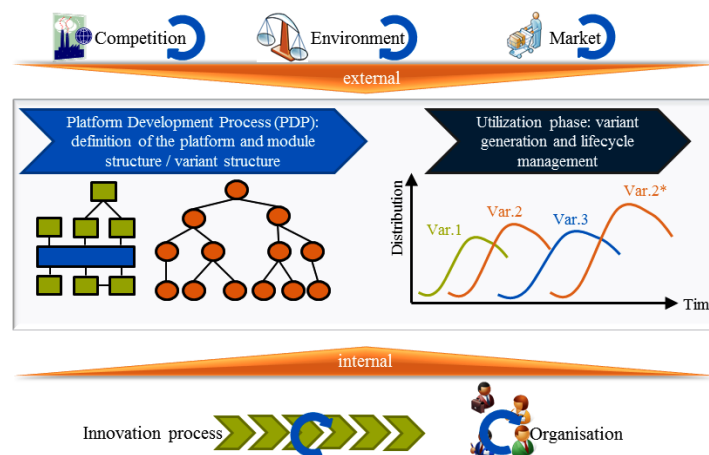 Competition
Environment
Market
external
Platform Development Process (PDP):
definition of the platform and module
structure / variant structure
Utilization phase: variant
generation and lifecycle
management
Distribution
Var.1
Var.2
Var.3
Var.2*
Tim
internal
Innovation process
Organisation